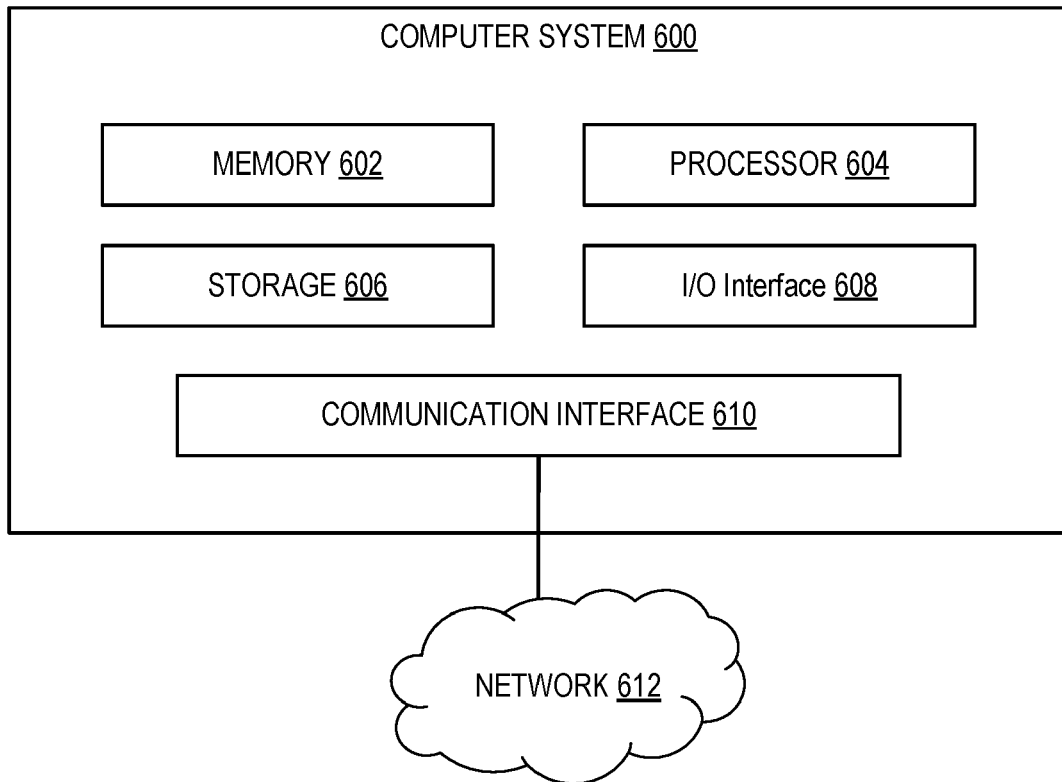 COMPUTER SYSTEM 600
MEMORY 602
PROCESSOR 604
STORAGE 606
I/O Interface 608
COMMUNICATION INTERFACE 610
NETWORK 612